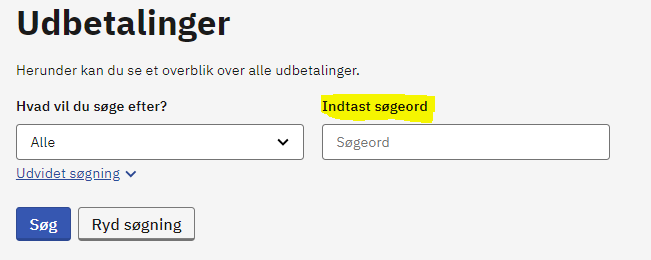 Udbetalinger
Herunder kan du se et overblik over alle udbetalinger.
Hvad vil du søge efter?
Indtast søgeord
Alle
Søgeord
Udvidet søgning
Søg
Ryd søgning